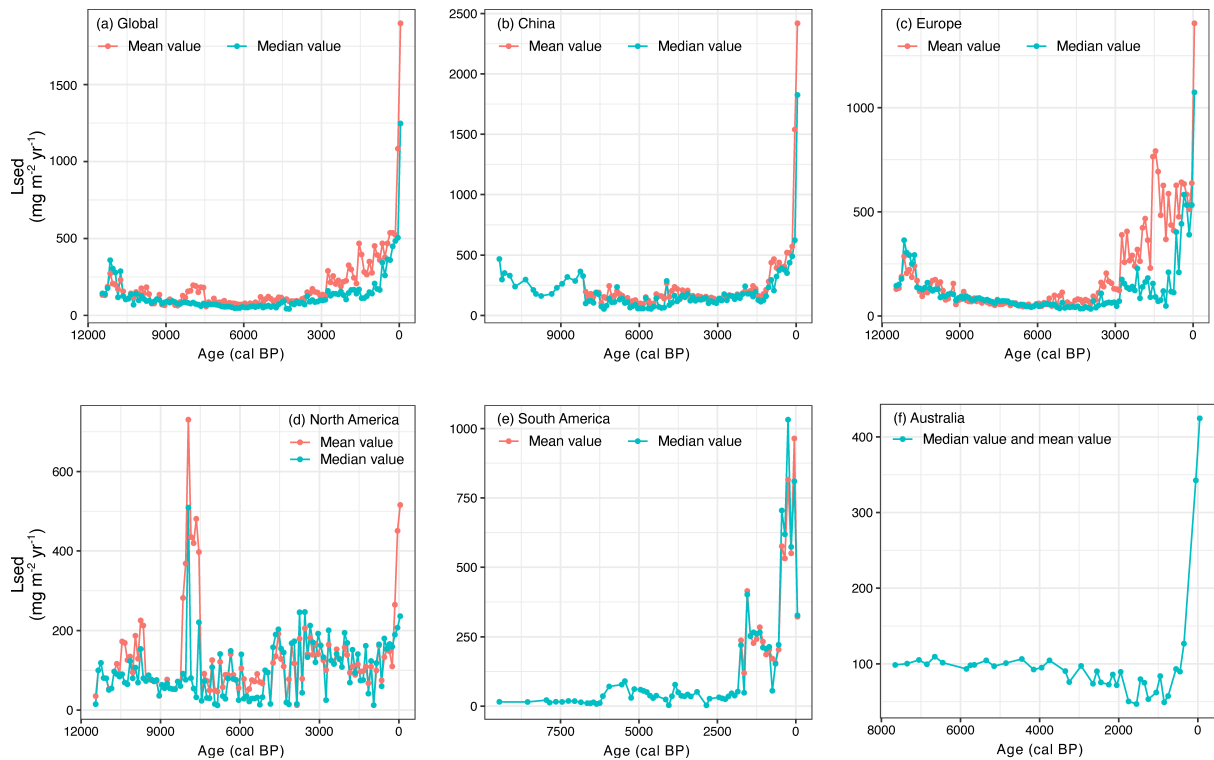 (a) Global
Mean value Median value
1500
1000
500
0
12000 9000 6000 3000 0
Age (cal BP)
Lsed
(mg m⁻² yr⁻¹)
(b) China
Mean value Median value
2500
2000
1500
1000
500
0
9000 6000 3000 0
Age (cal BP)
(c) Europe
Mean value Median value
1000
500
0
12000 9000 6000 3000 0
Age (cal BP)
(d) North America
Mean value
Median value
600
400
200
0
12000 9000 6000 3000 0
Age (cal BP)
Lsed
(mg m⁻² yr⁻¹)
(e) South America
Mean value Median value
1000
750
500
250
0
7500 5000 2500 0
Age (cal BP)
(f) Australia
Median value and mean value
400
300
200
100
0
8000 6000 4000 2000 0
Age (cal BP)